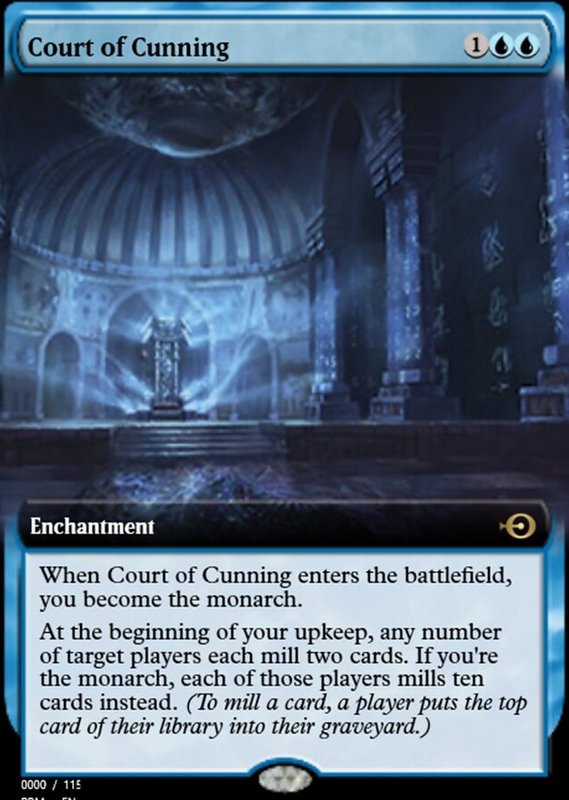 Court of Cunning
1
Enchantment
When Court of Cunning enters the battlefield,
you become the monarch.
At the beginning of your upkeep, any number
of target players each mill two cards. If you're
the monarch, each of those players mills ten
cards instead. (To mill a card, a player puts the top
card of their library into their graveyard.)
0000 / 115